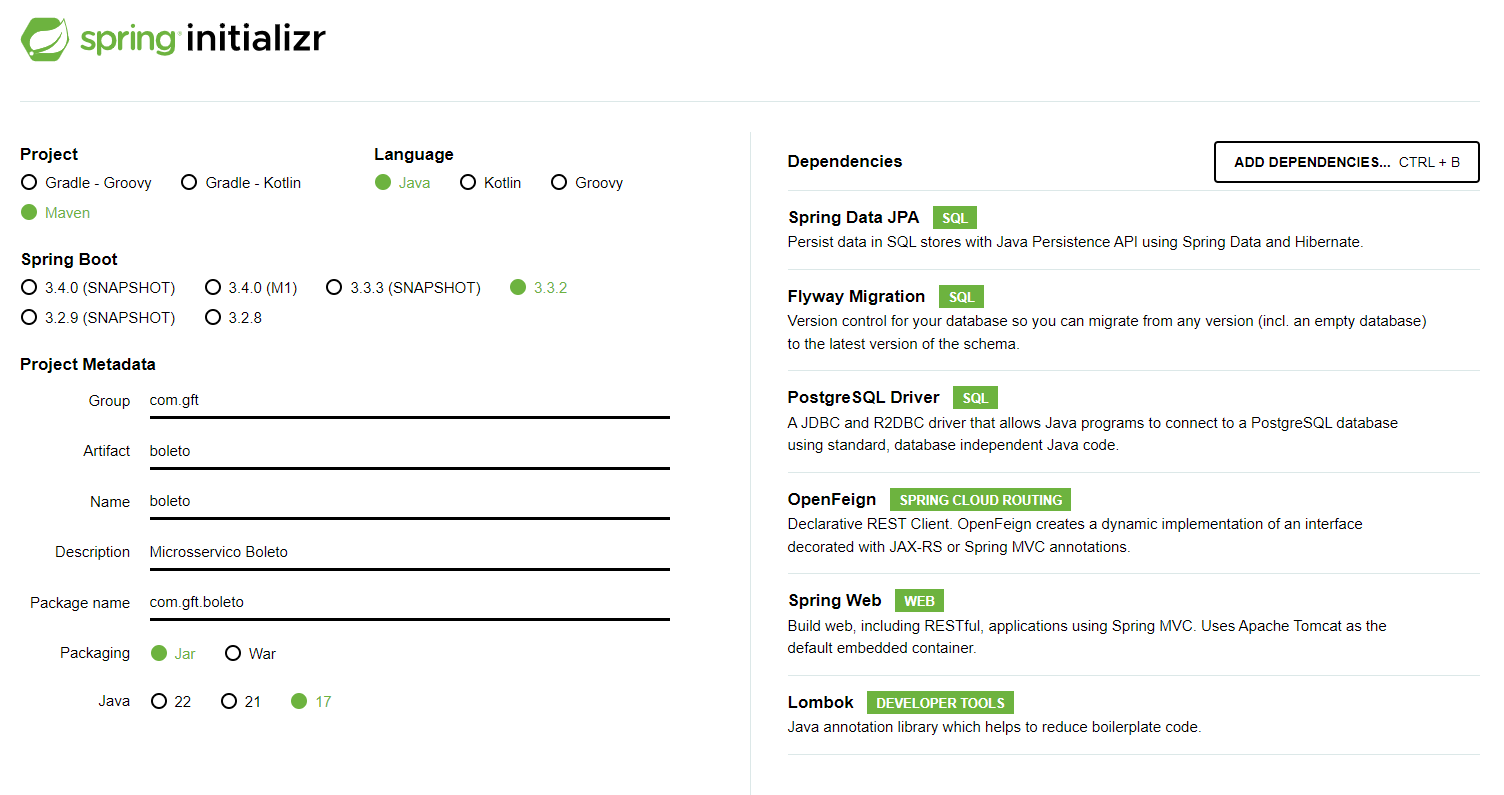 spring initializr
Project
Gradle - Groovy Gradle - Kotlin
Maven
Language
Java Kotlin Groovy
Spring Boot
3.4.0 (SNAPSHOT) 3.4.0 (M1) 3.3.3 (SNAPSHOT) 3.3.2
3.2.9 (SNAPSHOT) 3.2.8
Project Metadata
Group com.gft
Artifact boleto
Name boleto
Description Microsservico Boleto
Package name com.gft.boleto
Packaging Jar War
Java 22 21 17
Dependencies ADD DEPENDENCIES... CTRL + B
Spring Data JPA SQL
Persist data in SQL stores with Java Persistence API using Spring Data and Hibernate.
Flyway Migration SQL
Version control for your database so you can migrate from any version (incl. an empty database)
to the latest version of the schema.
PostgreSQL Driver SQL
A JDBC and R2DBC driver that allows Java programs to connect to a PostgreSQL database
using standard, database independent Java code.
OpenFeign SPRING CLOUD ROUTING
Declarative REST Client. OpenFeign creates a dynamic implementation of an interface
decorated with JAX-RS or Spring MVC annotations.
Spring Web WEB
Build web, including RESTful, applications using Spring MVC. Uses Apache Tomcat as the
default embedded container.
Lombok DEVELOPER TOOLS
Java annotation library which helps to reduce boilerplate code.